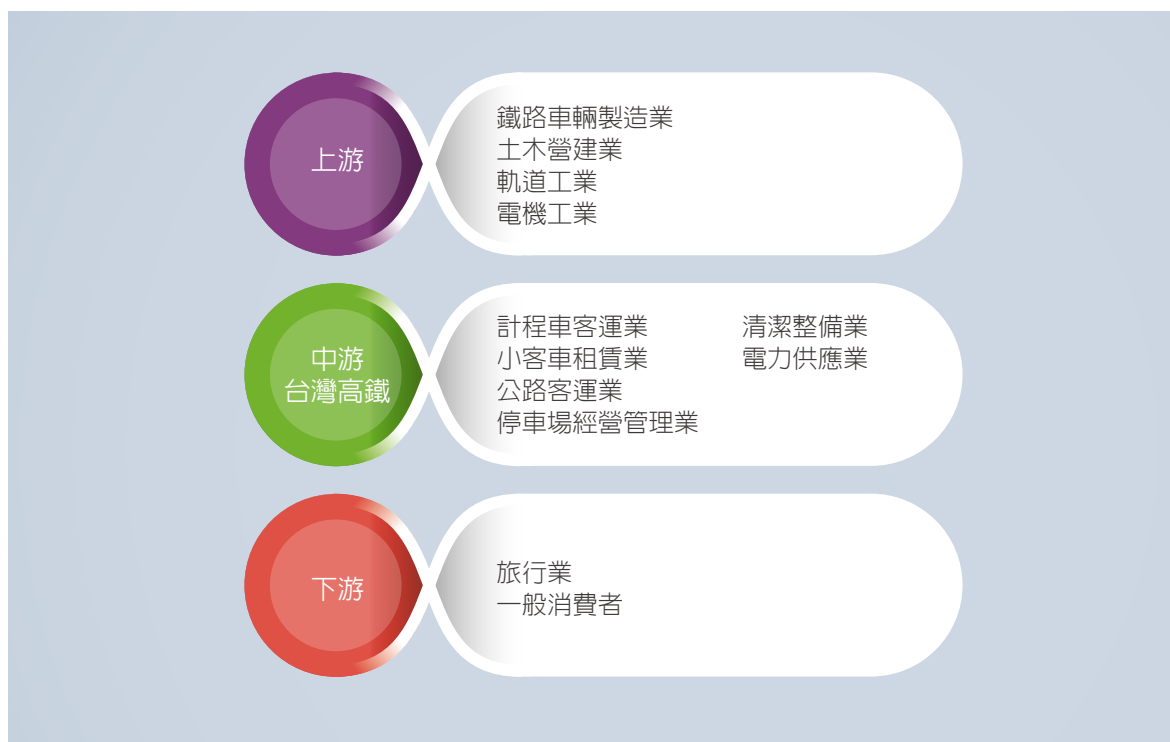 上游
鐵路車輛製造業
土木營建業
軌道工業
電機工業
中游
台灣高鐵
計程車客運業
小客車租賃業
公路客運業
停車場經營管理業
清潔整備業
電力供應業
下游
旅行業
一般消費者